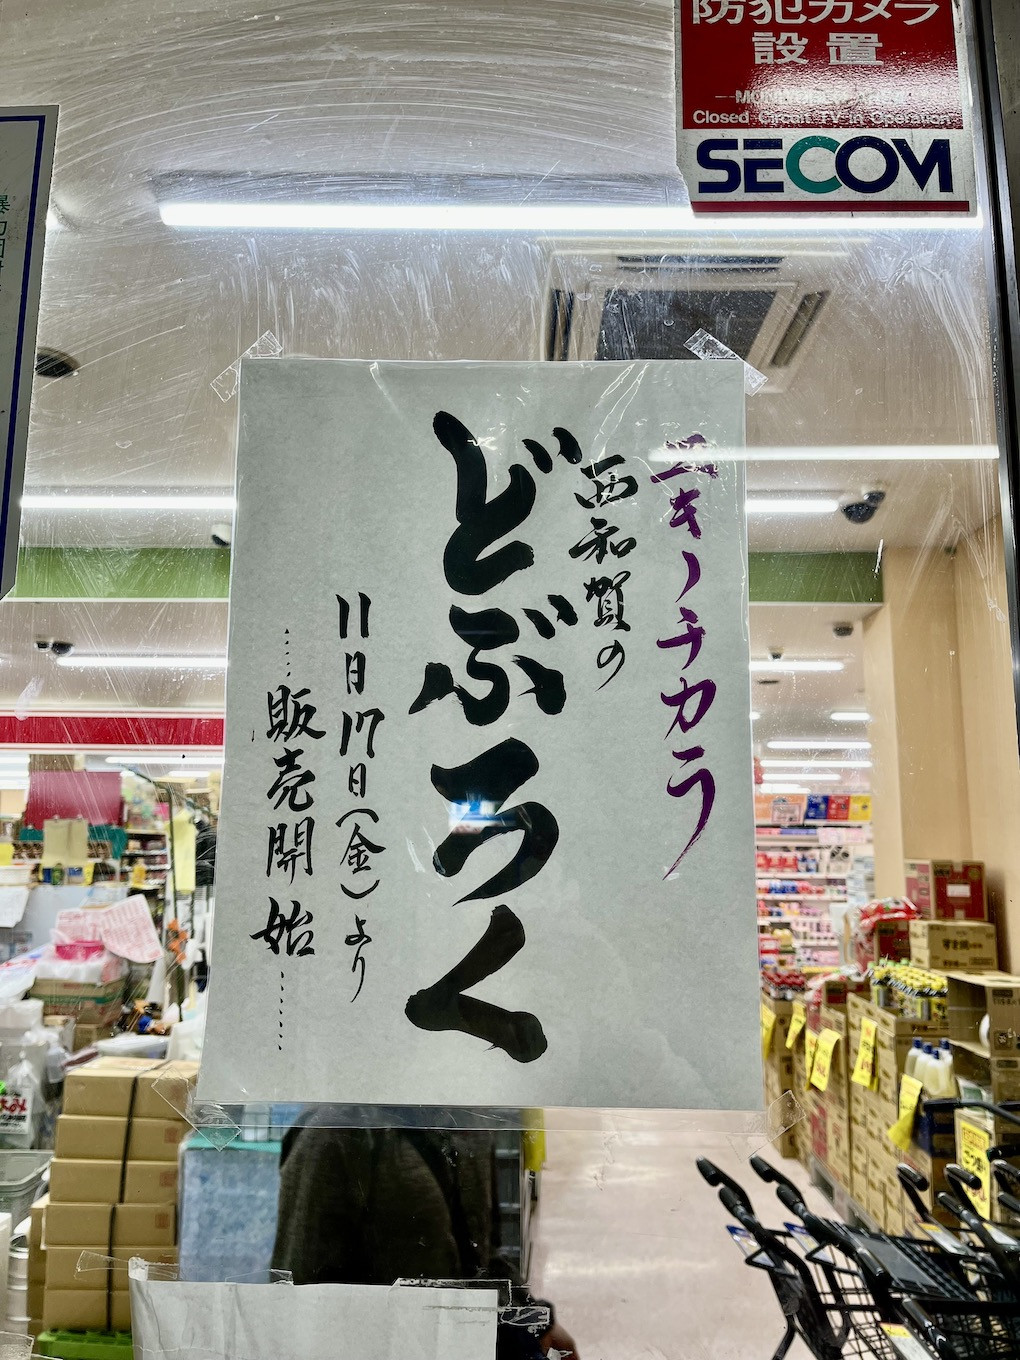 防犯カメラ
設置
Closed Circuit TV in Operation
SECOM
ユキノチカラ
西和賀の
どぶろく
11月17日(金)より
……販売開始……